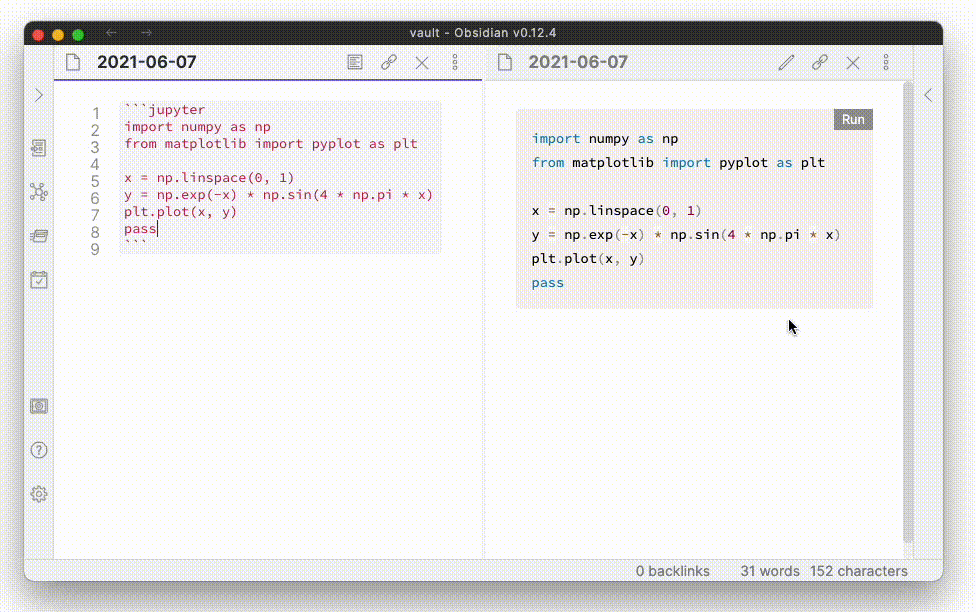 vault - Obsidian v0.12.4
2021-06-07
1 ```jupyter
2 import numpy as np
3 from matplotlib import pyplot as plt
4
5 x = np.linspace(0, 1)
6 y = np.exp(-x) * np.sin(4 * np.pi * x)
7 plt.plot(x, y)
8 pass
9 ```
2021-06-07
Run
import numpy as np
from matplotlib import pyplot as plt
x = np.linspace(0, 1)
y = np.exp(-x) * np.sin(4 * np.pi * x)
plt.plot(x, y)
pass
0 backlinks 31 words 152 characters